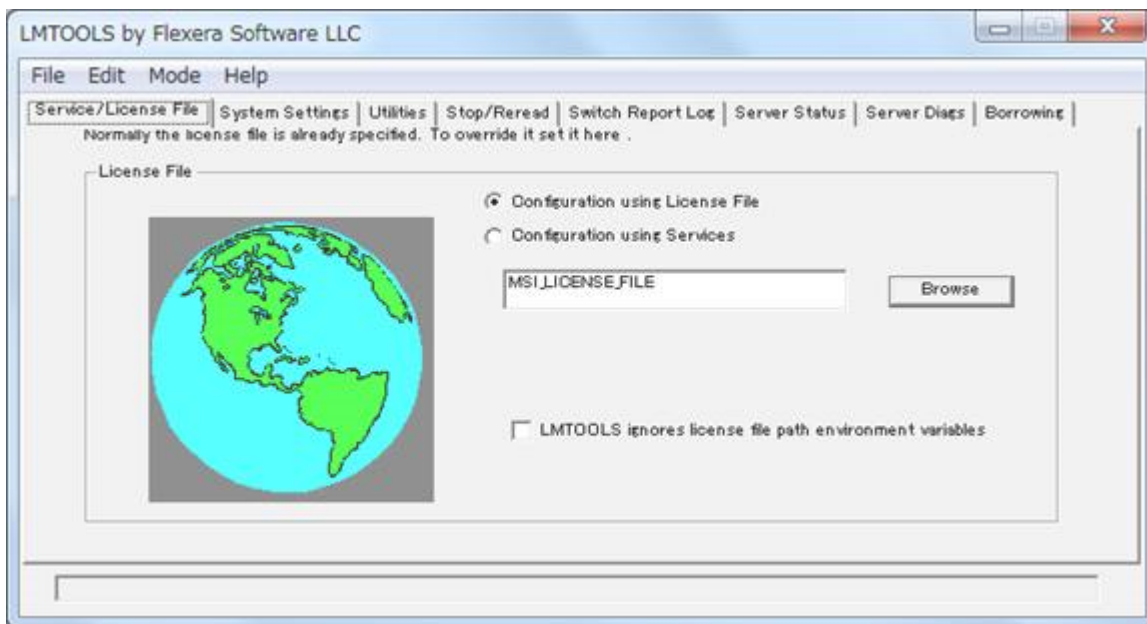 LMTOOLS by Flexera Software LLC
File Edit Mode Help
Service/License File System Settings Utilities Stop/Reread Switch Report Log Server Status Server Diags Borrowing
Normally the license file is already specified. To override it set it here .
License File
Configuration using License File
Configuration using Services
MSI_LICENSE_FILE
Browse
LMTOOLS ignores license file path environment variables